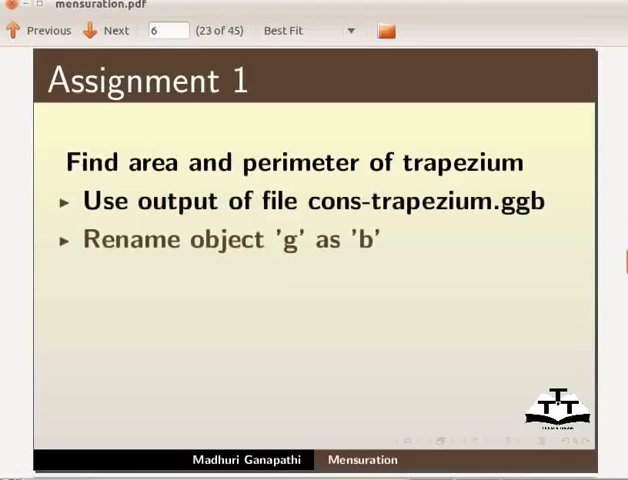 mensuration.pdf
Previous Next 6 (23 of 45) Best Fit
Assignment 1
Find area and perimeter of trapezium
Use output of file cons-trapezium.ggb
Rename object 'g' as 'b'
Madhuri Ganapathi Mensuration